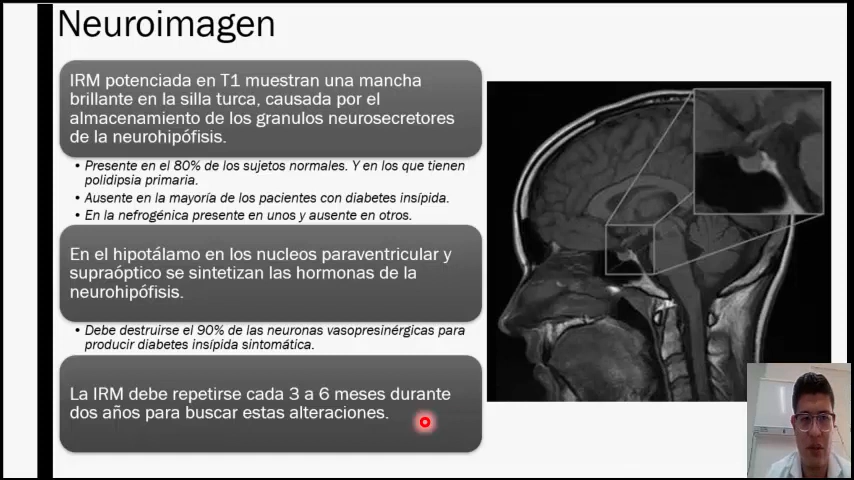 Neuroimagen
IRM potenciada en T1 muestran una mancha
brillante en la silla turca, causada por el
almacenamiento de los granulos neurosecretores
de la neurohipófisis.
• Presente en el 80% de los sujetos normales. Y en los que tienen
polidipsia primaria.
• Ausente en la mayoría de los pacientes con diabetes insípida.
• En la nefrogénica presente en unos y ausente en otros.
En el hipotálamo en los nucleos paraventricular y
supraóptico se sintetizan las hormonas de la
neurohipófisis.
• Debe destruirse el 90% de las neuronas vasopresinérgicas para
producir diabetes insípida sintomática.
La IRM debe repetirse cada 3 a 6 meses durante
dos años para buscar estas alteraciones.